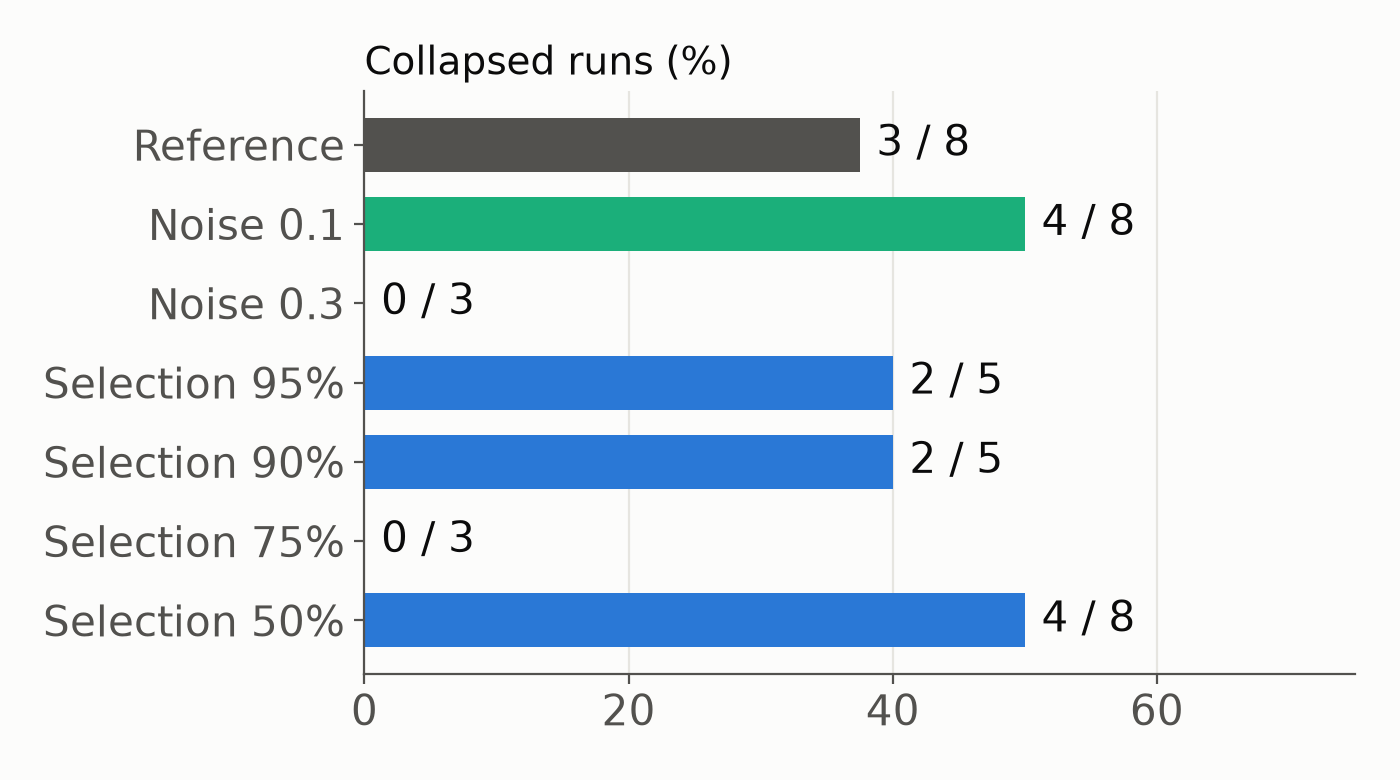 Collapsed runs (%)
Reference 3 / 8
Noise 0.1 4 / 8
Noise 0.3 0 / 3
Selection 95% 2 / 5
Selection 90% 2 / 5
Selection 75% 0 / 3
Selection 50% 4 / 8
0 20 40 60